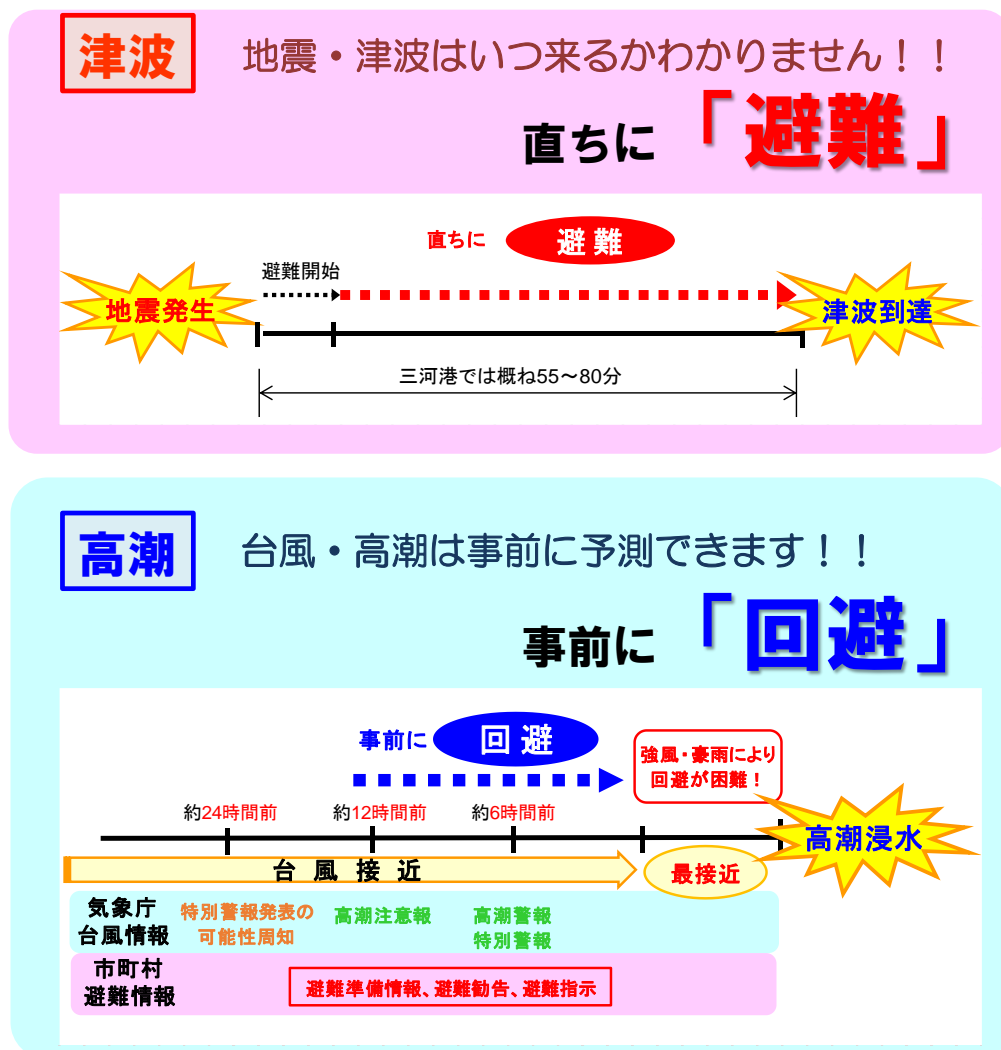 津波
地震・津波はいつ来るかわかりません！！
直ちに「避難」
直ちに 避難
避難開始
地震発生
津波到達
三河港では概ね55～80分
高潮
台風・高潮は事前に予測できます！！
事前に「回避」
事前に 回避
強風・豪雨により
回避が困難！
約24時間前 約12時間前 約6時間前
高潮浸水
台風接近
最接近
気象庁
台風情報
特別警報発表の
可能性周知
高潮注意報
高潮警報
特別警報
市町村
避難情報
避難準備情報、避難勧告、避難指示